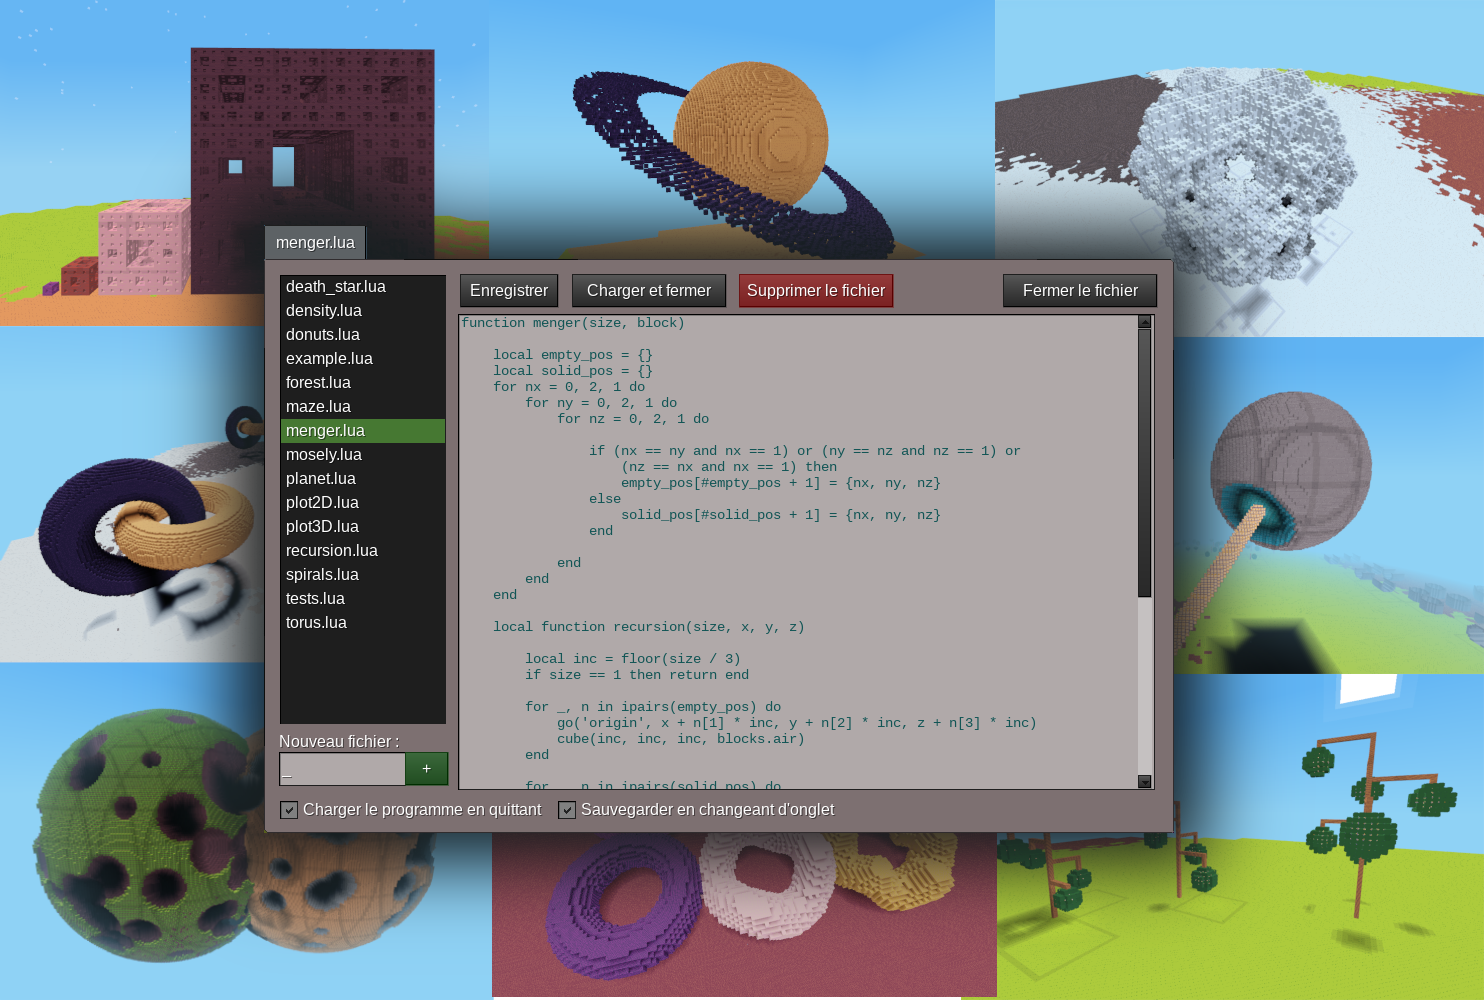 menger.lua
death_star.lua
density.lua
donuts.lua
example.lua
forest.lua
maze.lua
menger.lua
mosely.lua
planet.lua
plot2D.lua
plot3D.lua
recursion.lua
spirals.lua
tests.lua
torus.lua
Nouveau fichier :
_
+
Enregistrer
Charger et fermer
Supprimer le fichier
Fermer le fichier
function menger(size, block)
    local empty_pos = {}
    local solid_pos = {}
    for nx = 0, 2, 1 do
        for ny = 0, 2, 1 do
            for nz = 0, 2, 1 do
                if (nx == ny and nx == 1) or (ny == nz and nz == 1) or
                    (nz == nx and nx == 1) then
                    empty_pos[#empty_pos + 1] = {nx, ny, nz}
                else
                    solid_pos[#solid_pos + 1] = {nx, ny, nz}
                end
            end
        end
    end
    local function recursion(size, x, y, z)
        local inc = floor(size / 3)
        if size == 1 then return end
        for _, n in ipairs(empty_pos) do
            go('origin', x + n[1] * inc, y + n[2] * inc, z + n[3] * inc)
            cube(inc, inc, inc, blocks.air)
        end
        for _, n in ipairs(solid_pos) do
Charger le programme en quittant
Sauvegarder en changeant d'onglet